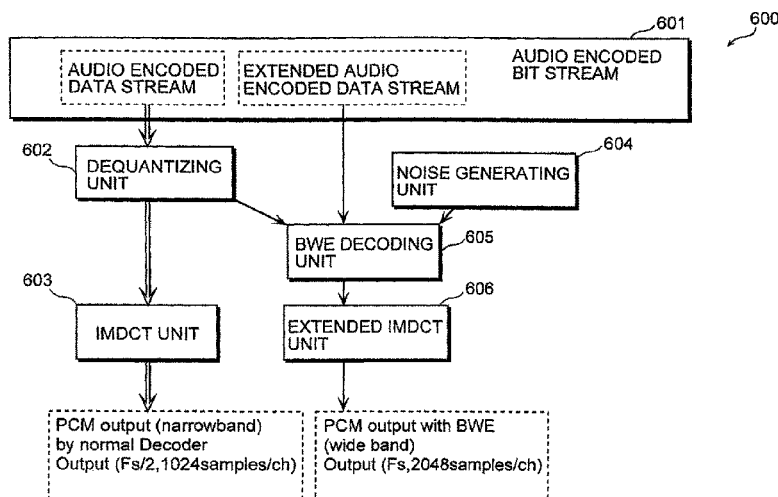 600
601
AUDIO ENCODED
DATA STREAM
EXTENDED AUDIO
ENCODED DATA STREAM
AUDIO ENCODED
BIT STREAM
602
DEQUANTIZING
UNIT
604
NOISE GENERATING
UNIT
BWE DECODING
UNIT
605
603
IMDCT UNIT
606
EXTENDED IMDCT
UNIT
PCM output (narrowband)
by normal Decoder
Output (Fs/2,1024samples/ch)
PCM output with BWE
(wide band)
Output (Fs,2048samples/ch)